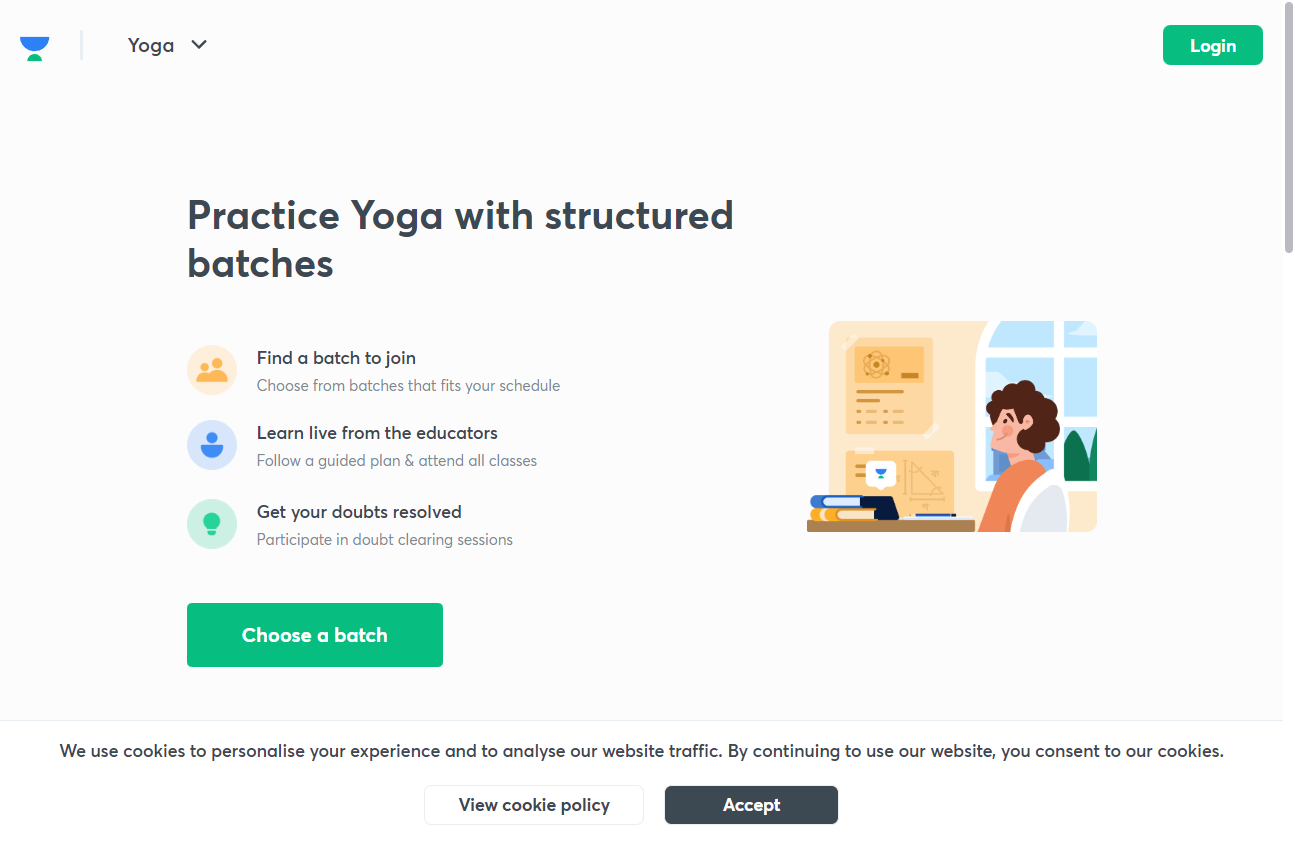 Yoga
Login
Practice Yoga with structured
batches
Find a batch to join
Choose from batches that fits your schedule
Learn live from the educators
Follow a guided plan & attend all classes
Get your doubts resolved
Participate in doubt clearing sessions
Choose a batch
We use cookies to personalise your experience and to analyse our website traffic. By continuing to use our website, you consent to our cookies.
View cookie policy
Accept